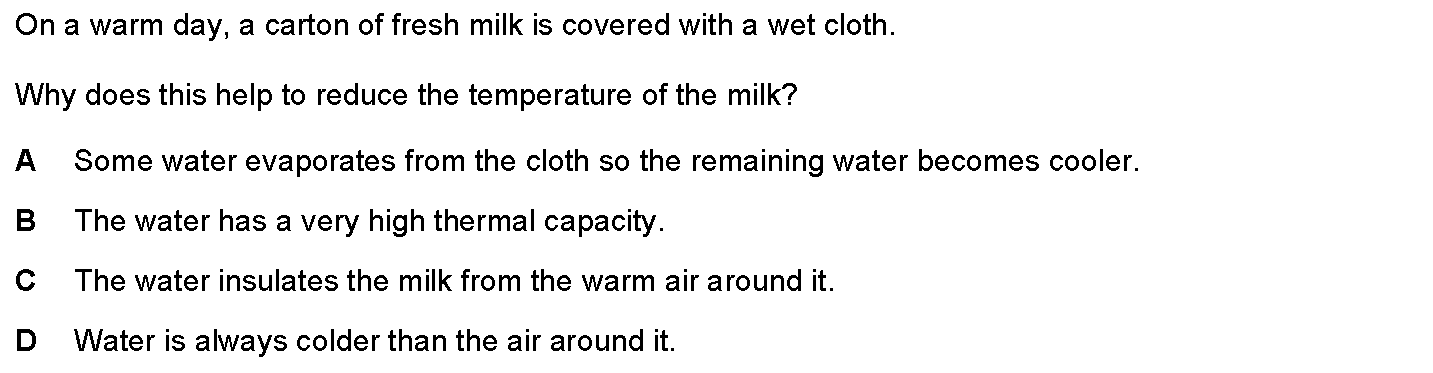 On a warm day, a carton of fresh milk is covered with a wet cloth.
Why does this help to reduce the temperature of the milk?
A Some water evaporates from the cloth so the remaining water becomes cooler.
B The water has a very high thermal capacity.
C The water insulates the milk from the warm air around it.
D Water is always colder than the air around it.